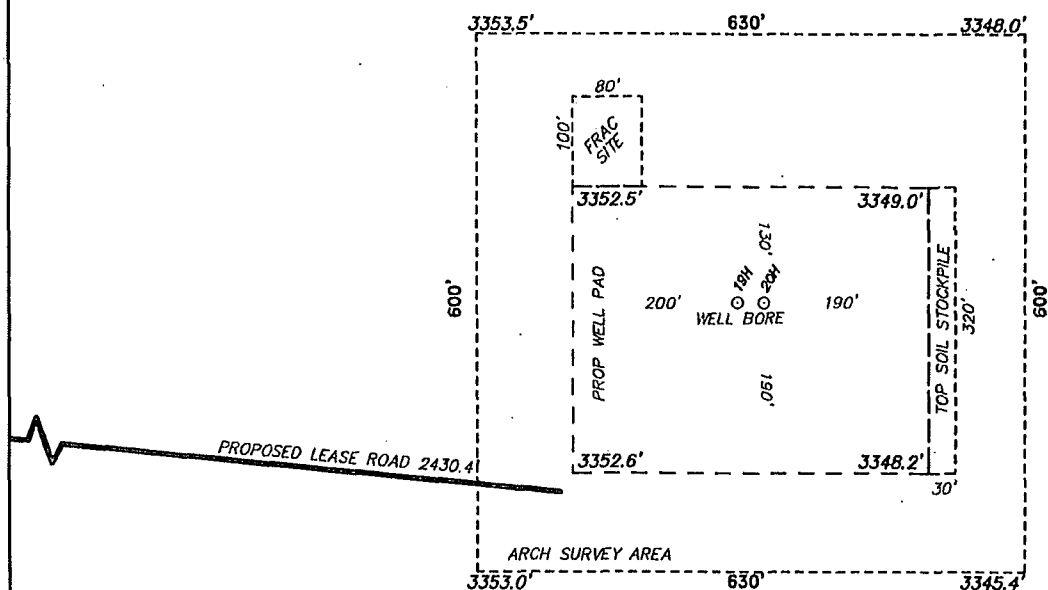 3353.5' 630' 3348.0'
80'
100'
FRAC
SITE
3352.5' 3349.0'
130'
600' 600'
PROP WELL PAD
200' 190'
19H
20H
WELL BORE
TOP SOIL STOCKPILE
320'
190'
PROPOSED LEASE ROAD 2430.4'
3352.6' 3348.2'
30'
ARCH SURVEY AREA
3353.0' 630' 3345.4'